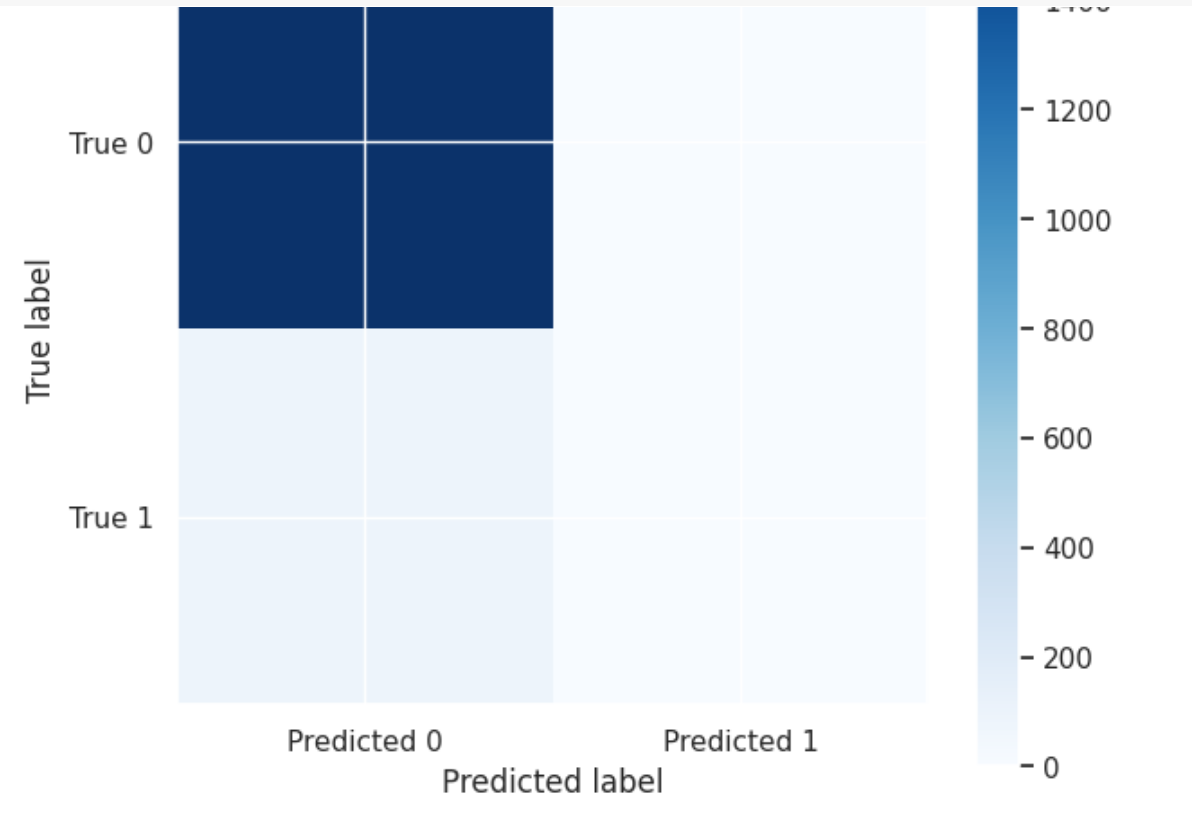 True 0
True 1
True label
Predicted 0
Predicted 1
Predicted label
1200
1000
800
600
400
200
0